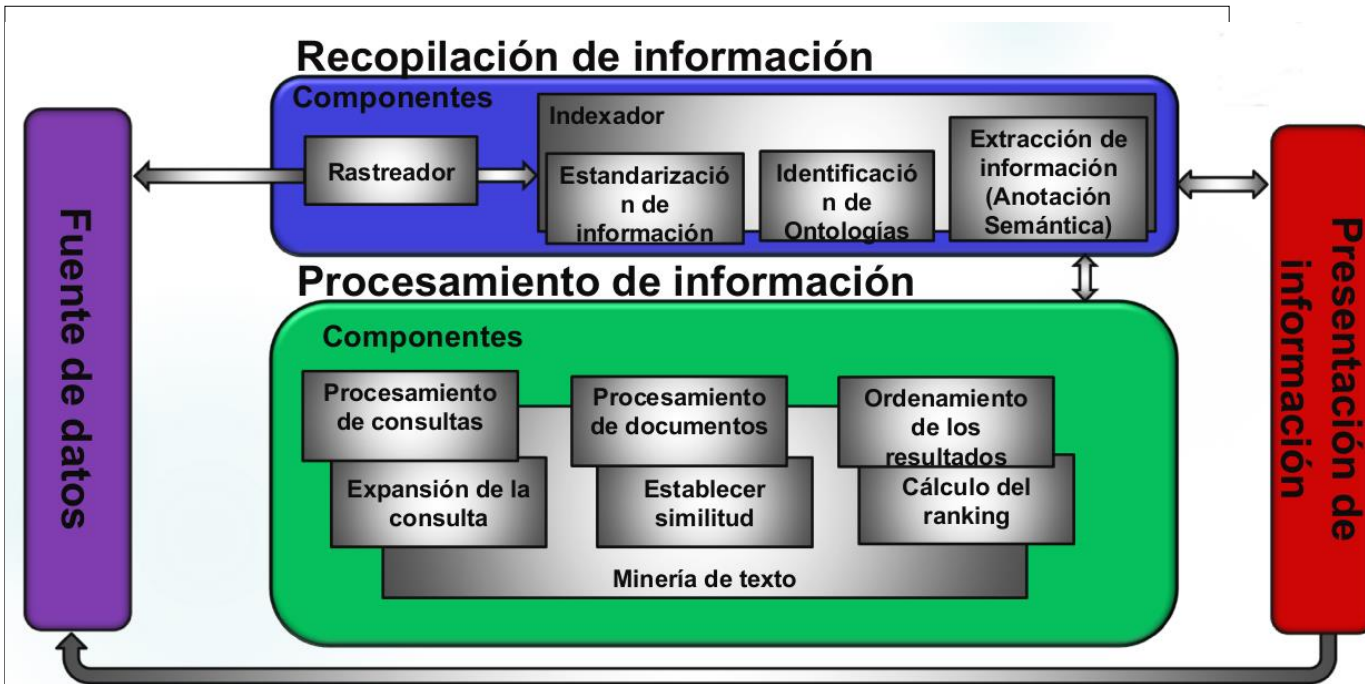 Recopilación de información
Componentes
Indexador
Rastreador
Estandarizació
n de
información
Identificació
n de
Ontologías
Extracción de
información
(Anotación
Semántica)
Fuente de datos
Presentación de
información
Procesamiento de información
Componentes
Procesamiento
de consultas
Expansión de la
consulta
Procesamiento
de documentos
Establecer
similitud
Ordenamiento
de los
resultados
Cálculo del
ranking
Minería de texto